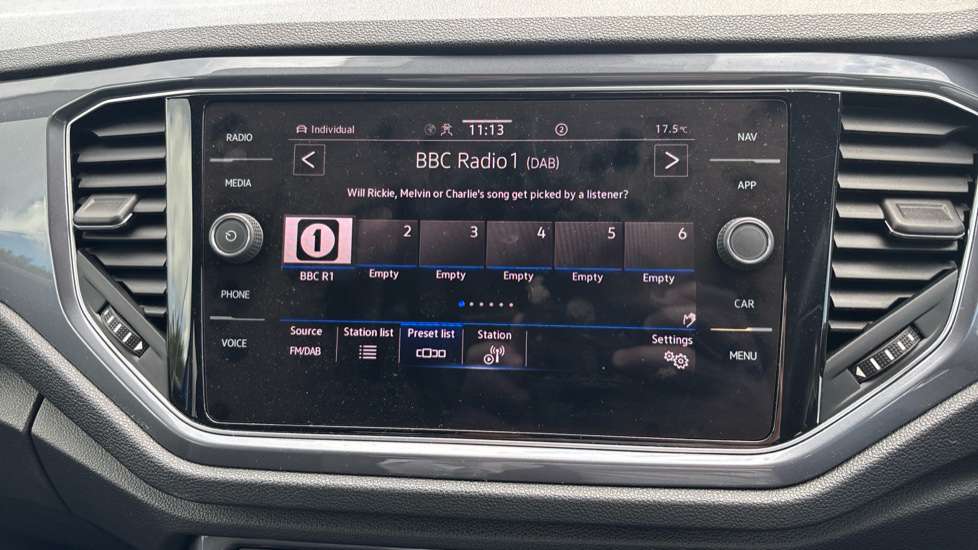 RADIO
MEDIA
PHONE
VOICE
Individual 11:13 2 17.5°C
< BBC Radio 1 (DAB) >
Will Rickie, Melvin or Charlie's song get picked by a listener?
1 2 3 4 5 6
BBC R1 Empty Empty Empty Empty Empty
Source Station list Preset list Station Settings
FM/DAB
NAV
APP
CAR
MENU